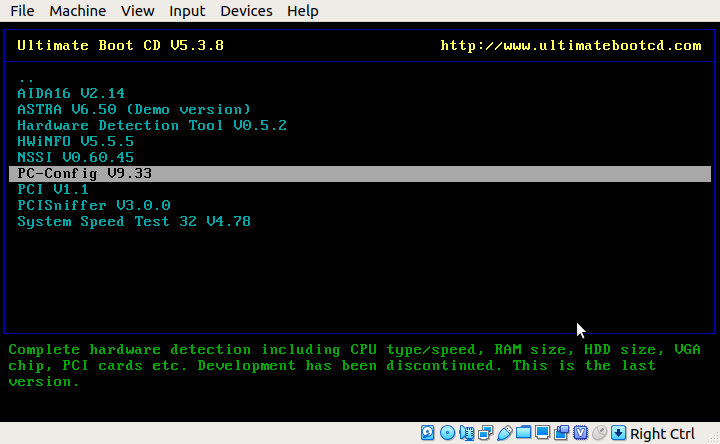 File Machine View Input Devices Help
Ultimate Boot CD V5.3.8 http://www.ultimatebootcd.com
..
AIDA16 V2.14
ASTRA V6.50 (Demo version)
Hardware Detection Tool V0.5.2
HWiNFO V5.5.5
NSSI V0.60.45
PC-Config V9.33
PCI V1.1
PCISniffer V3.0.0
System Speed Test 32 V4.78
Complete hardware detection including CPU type/speed, RAM size, HDD size, VGA
chip, PCI cards etc. Development has been discontinued. This is the last
version.
Right Ctrl